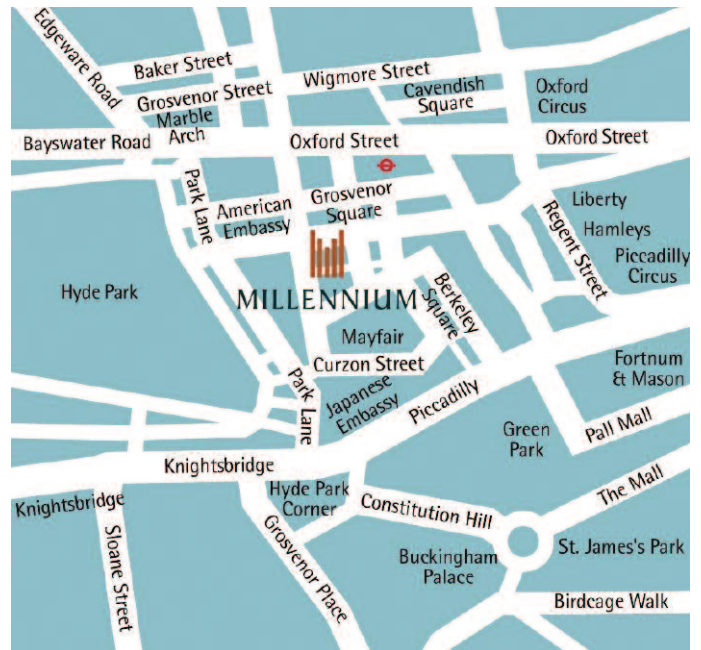 Edgeware Road
Baker Street
Wigmore Street
Grosvenor Street
Cavendish
Square
Oxford
Circus
Marble
Arch
Bayswater Road
Oxford Street
Oxford Street
Park Lane
American
Embassy
Grosvenor
Square
Liberty
Regent Street
Hamleys
Piccadilly
Circus
Hyde Park
MILLENNIUM
Berkeley
Square
Mayfair
Curzon Street
Fortnum
& Mason
Park Lane
Japanese
Embassy
Piccadilly
Green
Park
Pall Mall
Knightsbridge
Knightsbridge
Hyde Park
Corner
Constitution Hill
The Mall
Sloane Street
Grosvenor Place
Buckingham
Palace
St. James's Park
Birdcage Walk